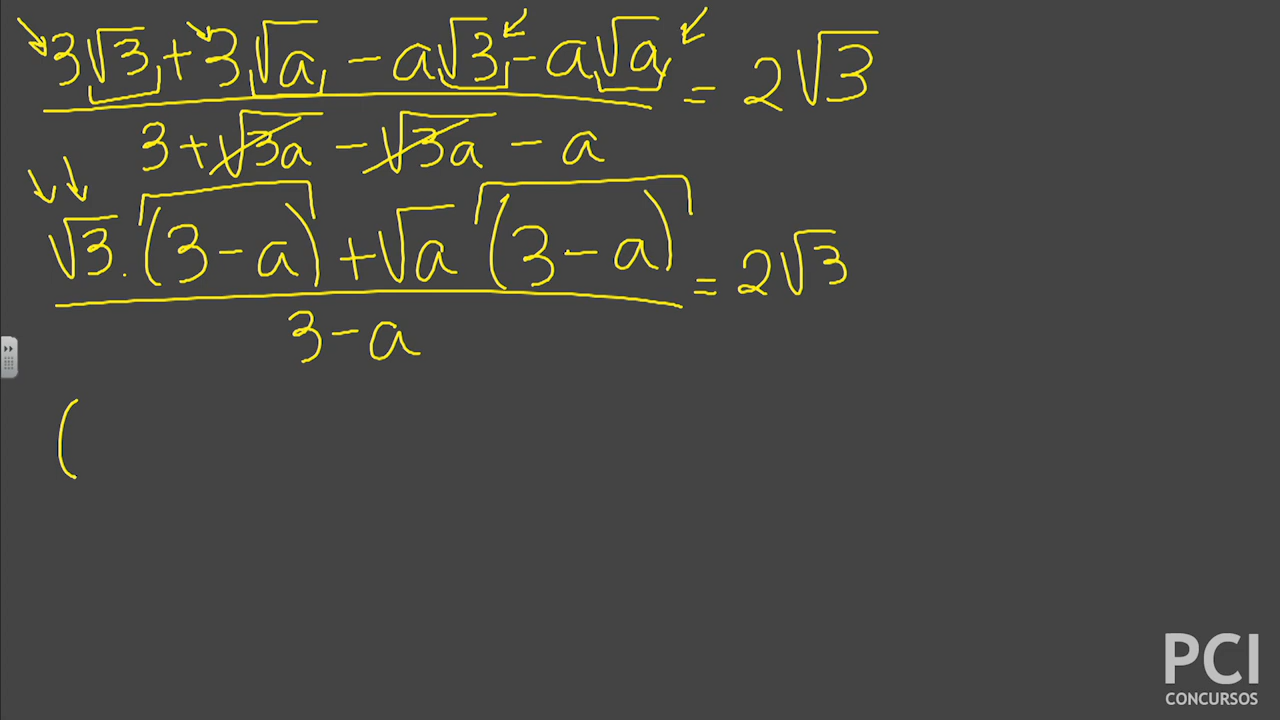 3√3 + 3√a - a√3 - a√a
= 2√3
3 + √3a - √3a - a
√3 . (3 - a) + √a (3 - a)
= 2√3
3 - a
(
PCI
CONCURSOS